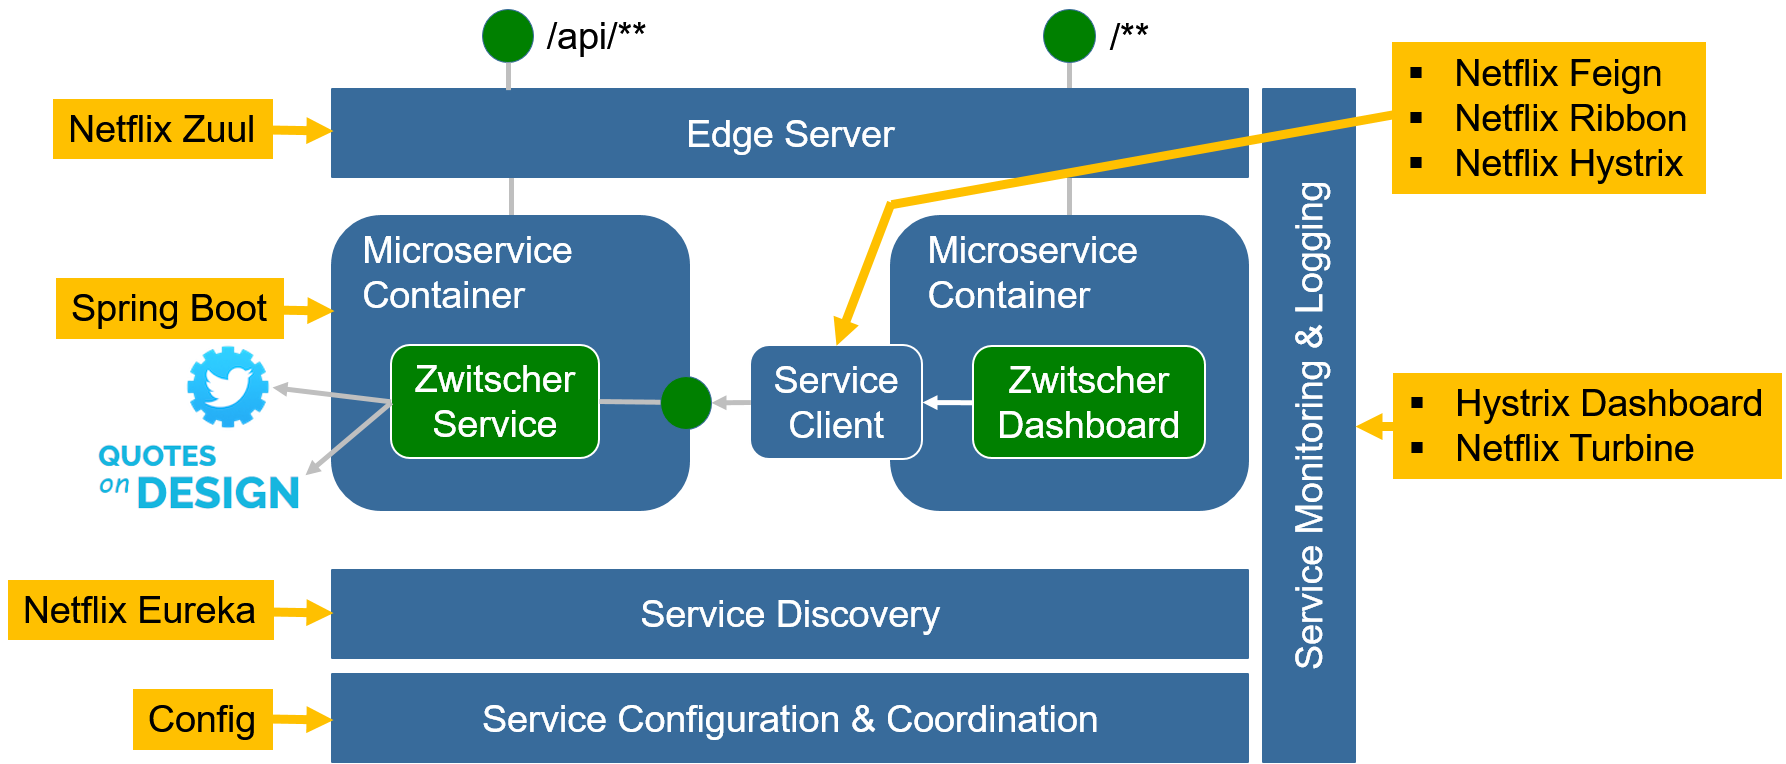 /api/**
/**
Netflix Zuul
Edge Server
▪ Netflix Feign
▪ Netflix Ribbon
▪ Netflix Hystrix
Microservice
Container
Microservice
Container
Spring Boot
Zwitscher
Service
Service
Client
Zwitscher
Dashboard
QUOTES
on DESIGN
Service Monitoring & Logging
▪ Hystrix Dashboard
▪ Netflix Turbine
Netflix Eureka
Service Discovery
Config
Service Configuration & Coordination